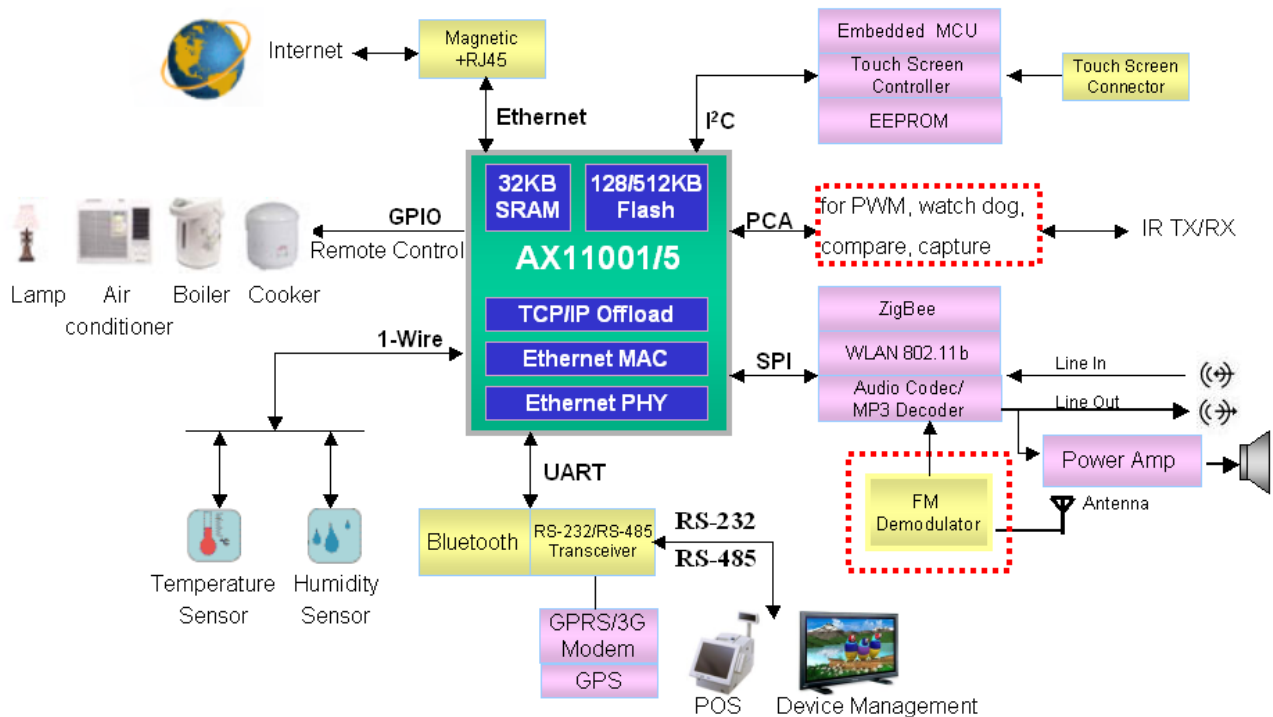 Internet
Magnetic
+RJ45
Ethernet
I²C
Embedded MCU
Touch Screen
Controller
EEPROM
Touch Screen
Connector
32KB
SRAM
128/512KB
Flash
AX11001/5
TCP/IP Offload
Ethernet MAC
Ethernet PHY
GPIO
Remote Control
Lamp
Air
conditioner
Boiler
Cooker
PCA
for PWM, watch dog,
compare, capture
IR TX/RX
1-Wire
Temperature
Sensor
Humidity
Sensor
SPI
ZigBee
WLAN 802.11b
Audio Codec/
MP3 Decoder
Line In
Line Out
Power Amp
FM
Demodulator
Antenna
UART
Bluetooth
RS-232/RS-485
Transceiver
RS-232
RS-485
GPRS/3G
Modem
GPS
POS
Device Management